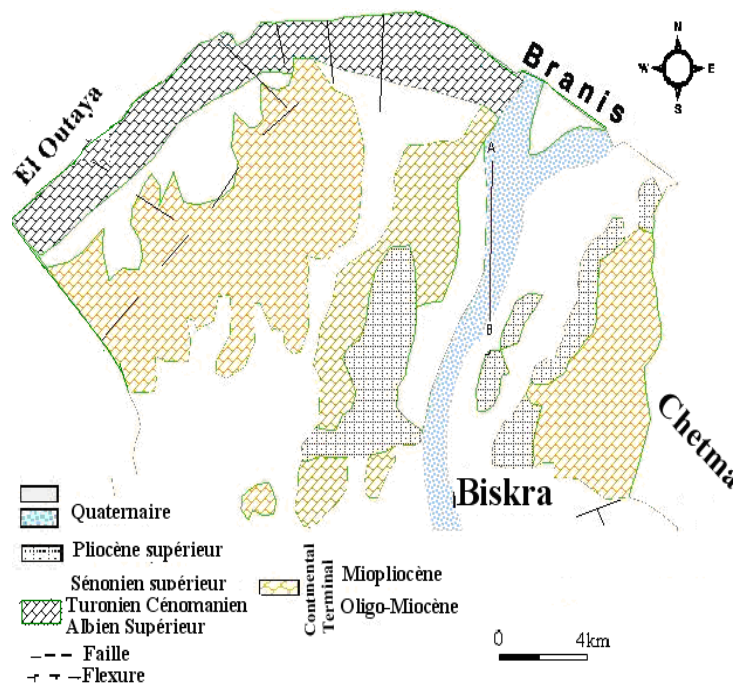 N
W E
S
Branis
El Outaya
A
B
Chetma
Biskra
Quaternaire
Pliocène supérieur
Sénonien supérieur
Turonien Cénomanien
Albien Supérieur
Faille
Flexure
Continental
Terminal
Miopliocène
Oligo-Miocène
0 4km